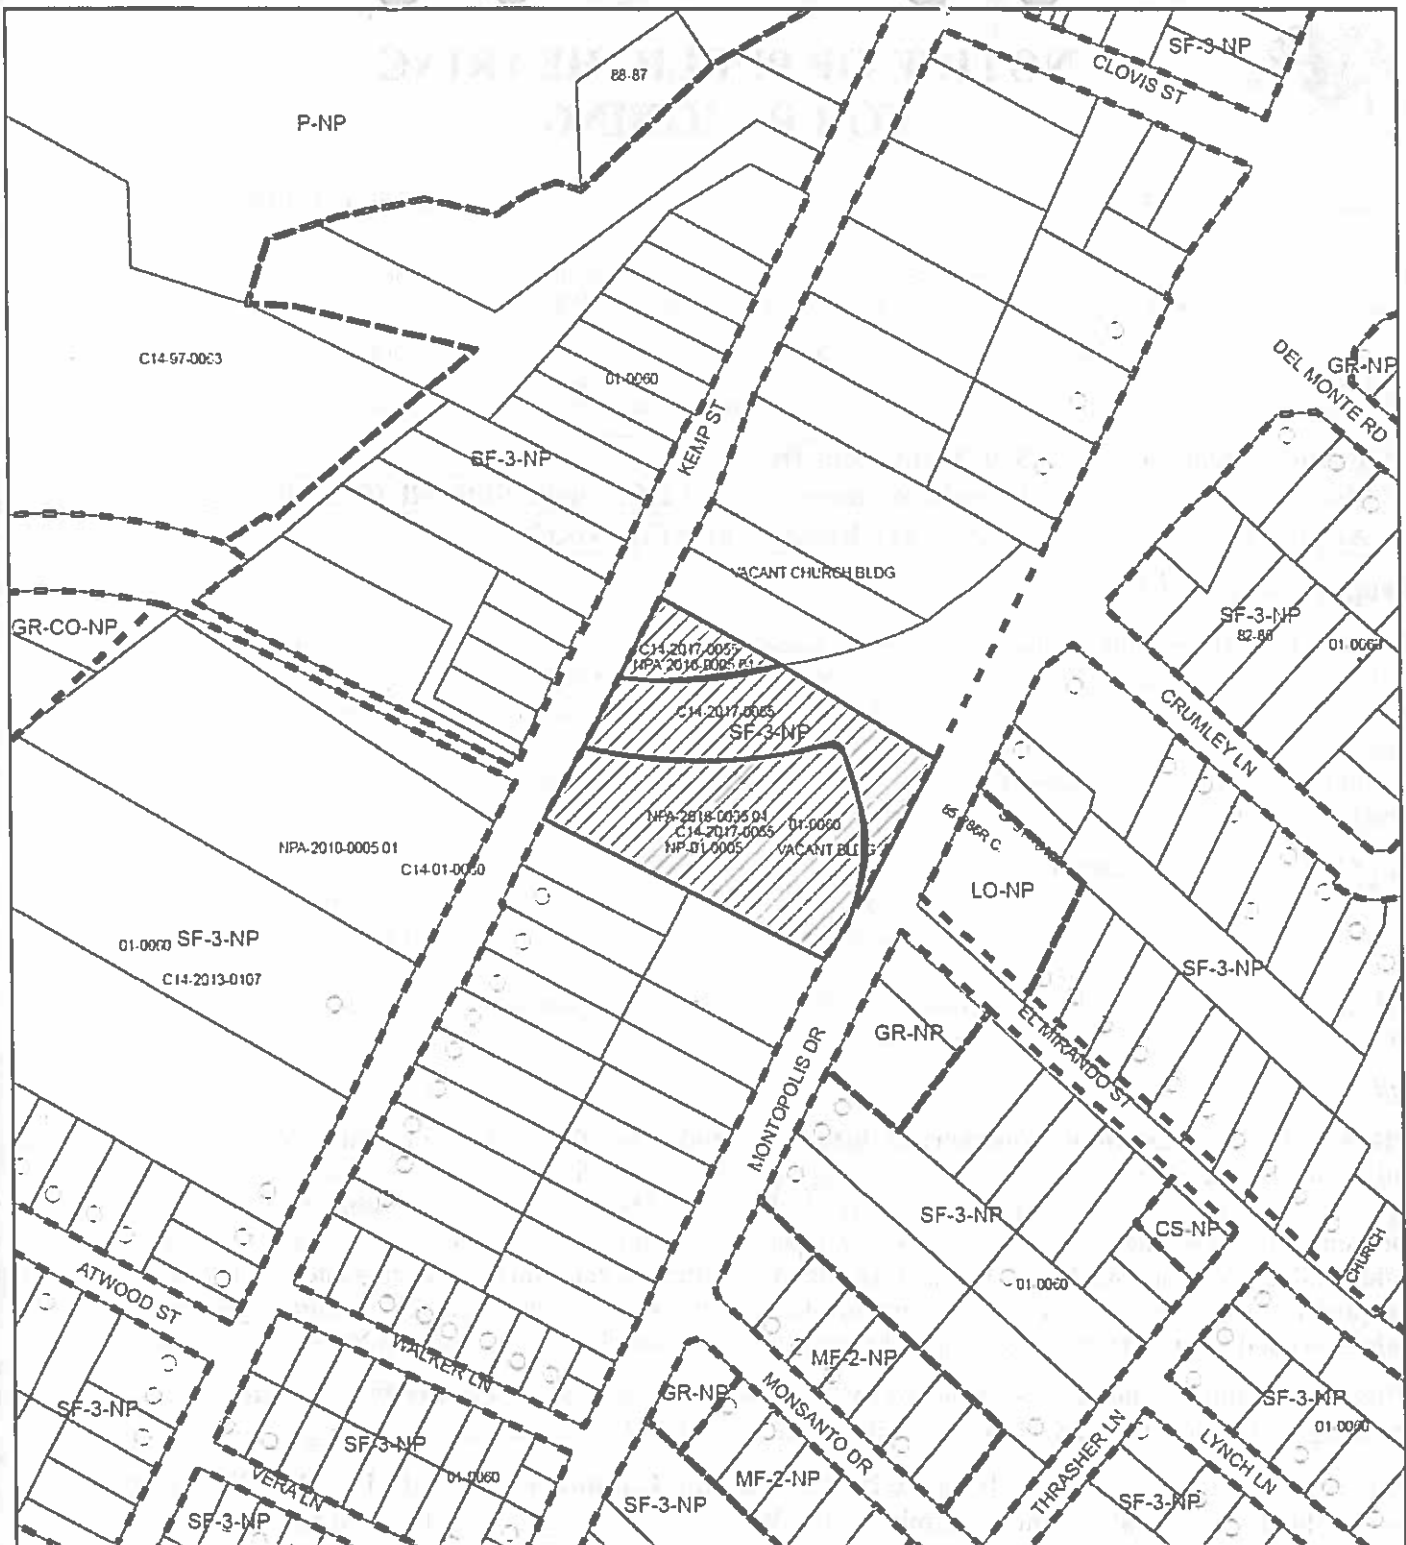 SF-3-NP
CLOVIS ST
88-87
P-NP
C14-97-0063
01-0060
KEMP ST
SF-3-NP
DEL MONTE RD
GR-NP
VACANT CHURCH BLDG
GR-CO-NP
SF-3-NP
82-86
01-0063
C14-2017-0055
C14-2017-0055
SF-3-NP
CRUMLEY LN
01-0060
C14-2017-0055
NP-01-0005
VACANT BLDG
NPA-2010-0005 01
C14-01-0060
LO-NP
01-0060 SF-3-NP
C14-2013-0107
SF-3-NP
GR-NP
EL MIRANDO ST
MONTOPOLIS DR
SF-3-NP
CS-NP
CHURCH
01-0060
ATWOOD ST
WALKER LN
MF-2-NP
GR-NP
MONSANTO DR
SF-3-NP
01-0060
SF-3-NP
SF-3-NP
01-0060
VERA LN
MF-2-NP
THRASHER LN
LYNCH LN
SF-3-NP
SF-3-NP
SF-3-NP